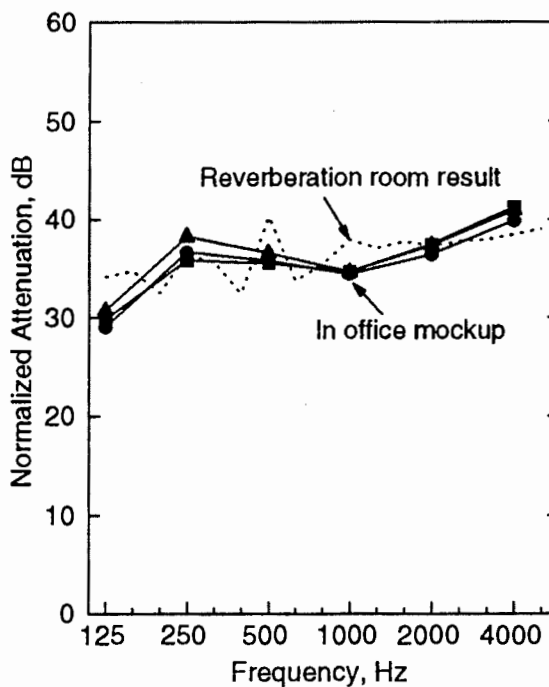 60
50
40
30
20
10
0
Normalized Attenuation, dB
Reverberation room result
In office mockup
125 250 500 1000 2000 4000
Frequency, Hz